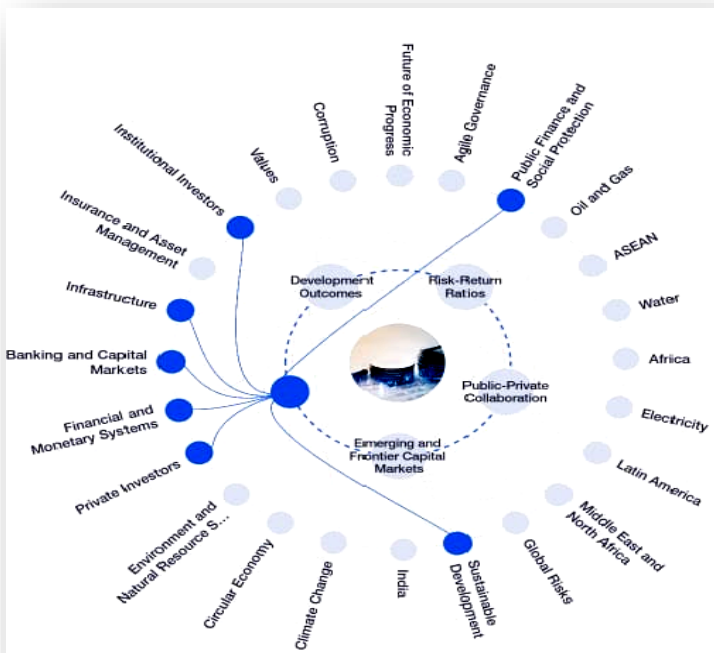 Future of Economic
Progress
Agile Governance
Public Finance and
Social Protection
Oil and Gas
ASEAN
Water
Africa
Electricity
Latin America
Middle East and
North Africa
Global Risks
Sustainable
Development
India
Climate Change
Circular Economy
Environment and
Natural Resource S...
Private Investors
Financial and
Monetary Systems
Banking and Capital
Markets
Infrastructure
Insurance and Asset
Management
Institutional Investors
Values
Corruption
Development
Outcomes
Risk-Return
Ratios
Public-Private
Collaboration
Emerging and
Frontier Capital
Markets